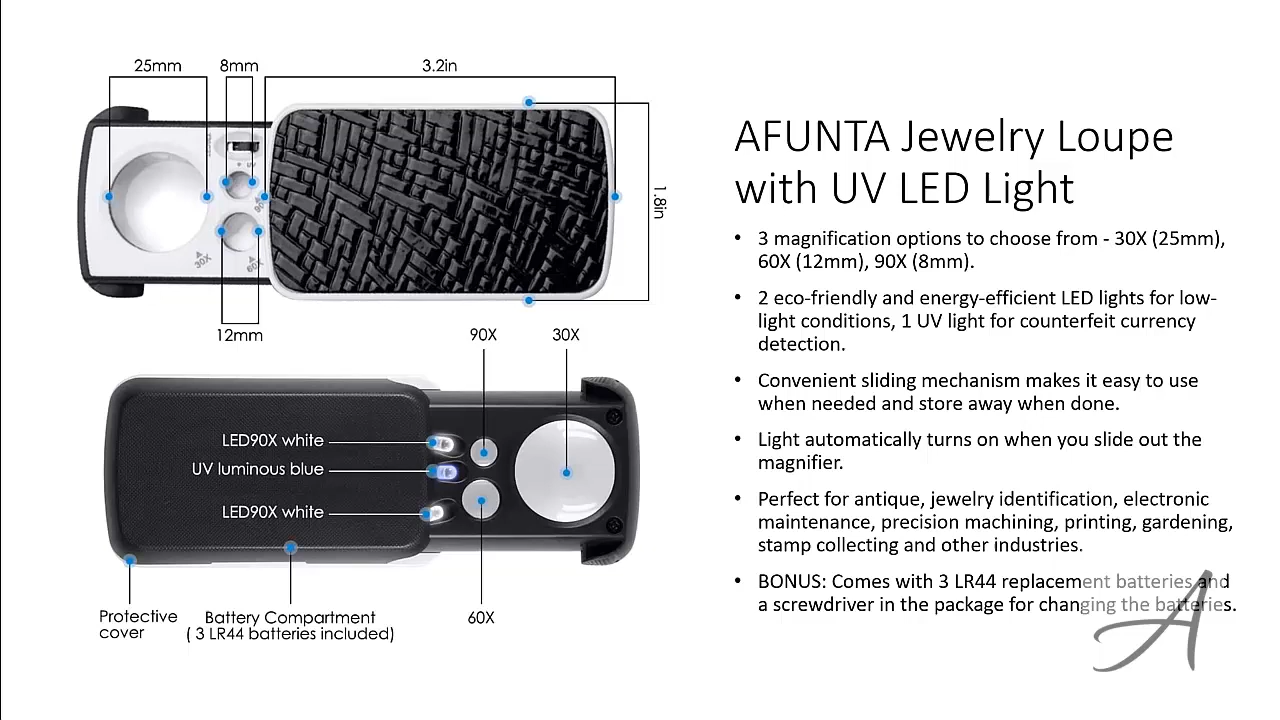 25mm
8mm
3.2in
1.8in
30X
60X
12mm
90X
30X
LED90X white
UV luminous blue
LED90X white
Protective
cover
Battery Compartment
( 3 LR44 batteries included)
60X
AFUNTA Jewelry Loupe
with UV LED Light
• 3 magnification options to choose from - 30X (25mm),
60X (12mm), 90X (8mm).
• 2 eco-friendly and energy-efficient LED lights for low-
light conditions, 1 UV light for counterfeit currency
detection.
• Convenient sliding mechanism makes it easy to use
when needed and store away when done.
• Light automatically turns on when you slide out the
magnifier.
• Perfect for antique, jewelry identification, electronic
maintenance, precision machining, printing, gardening,
stamp collecting and other industries.
• BONUS: Comes with 3 LR44 replacement batteries and
a screwdriver in the package for changing the batteries.
A